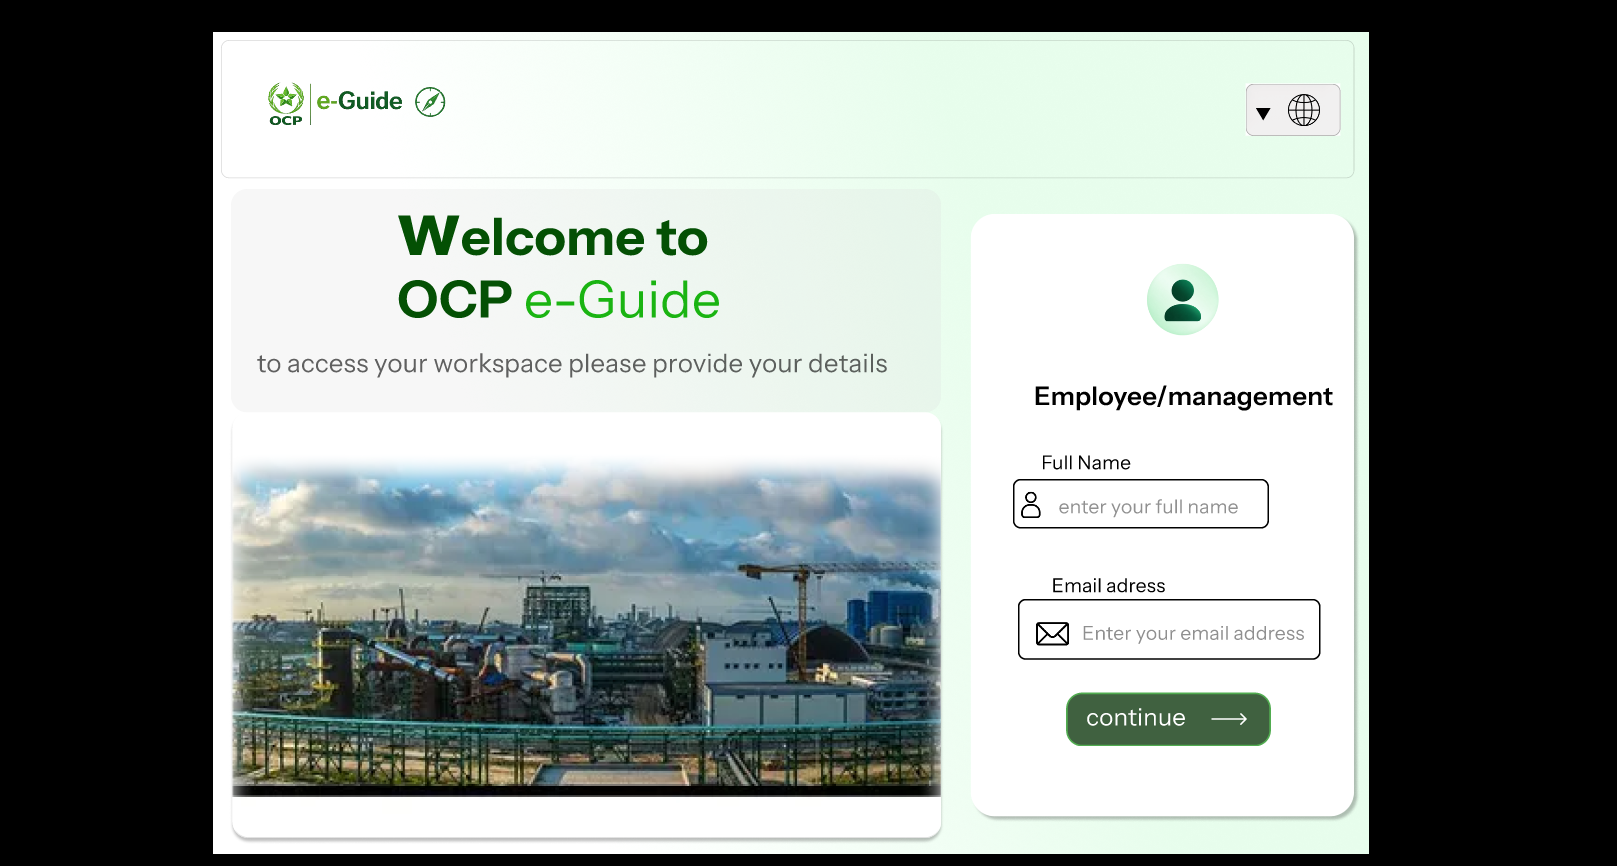 OCP
e-Guide
Welcome to
OCP e-Guide
to access your workspace please provide your details
Employee/management
Full Name
enter your full name
Email adress
Enter your email address
continue